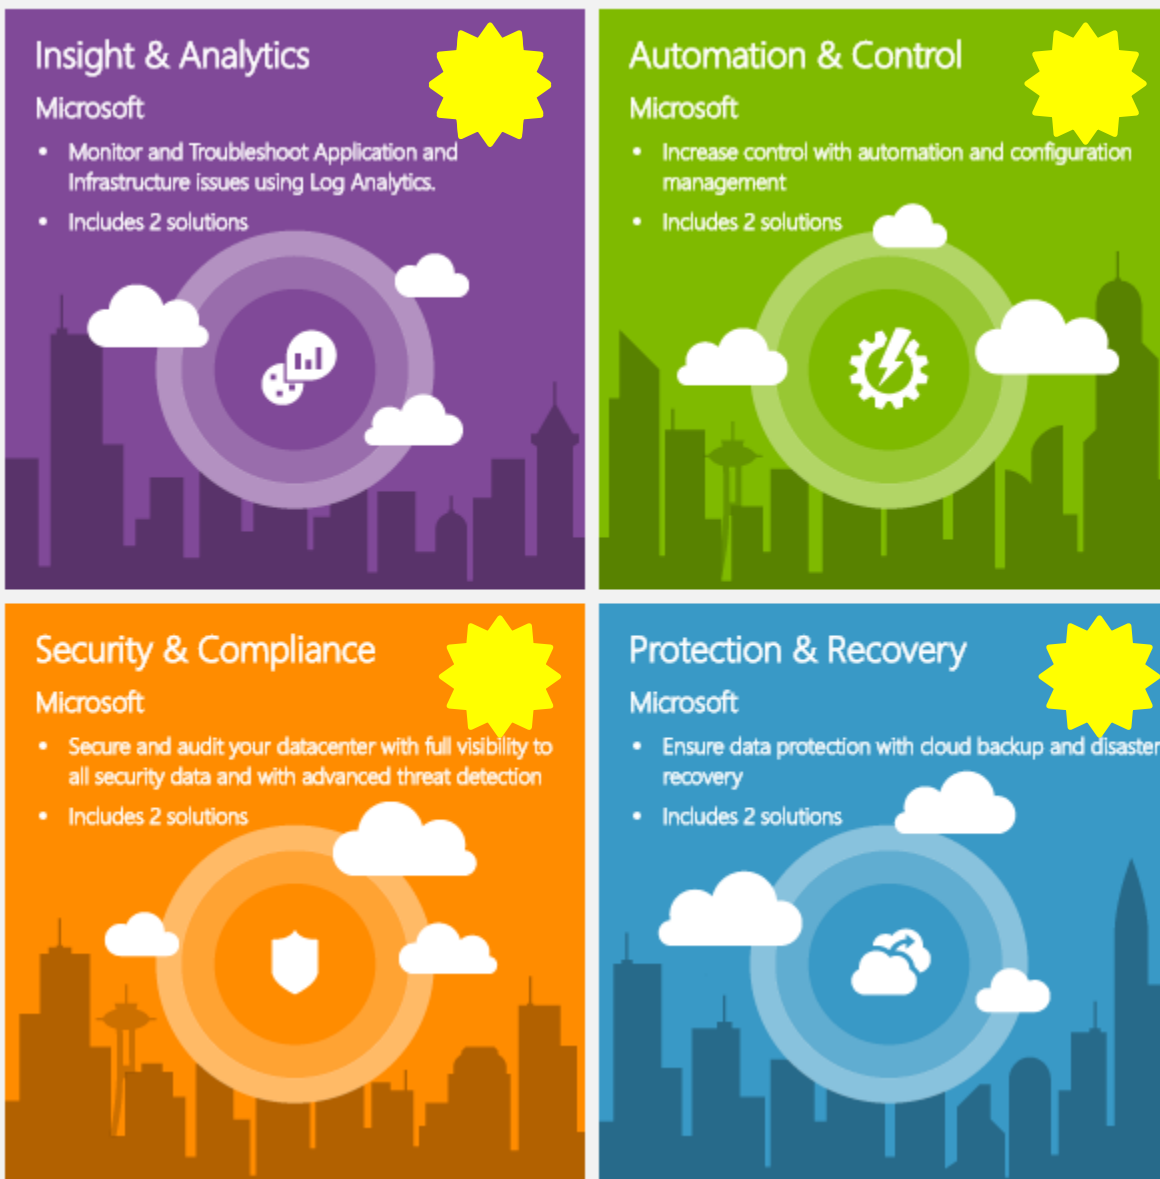 Insight & Analytics
Microsoft
• Monitor and Troubleshoot Application and
Infrastructure issues using Log Analytics.
• Includes 2 solutions
Automation & Control
Microsoft
• Increase control with automation and configuration
management
• Includes 2 solutions
Security & Compliance
Microsoft
• Secure and audit your datacenter with full visibility to
all security data and with advanced threat detection
• Includes 2 solutions
Protection & Recovery
Microsoft
• Ensure data protection with cloud backup and disaster
recovery
• Includes 2 solutions